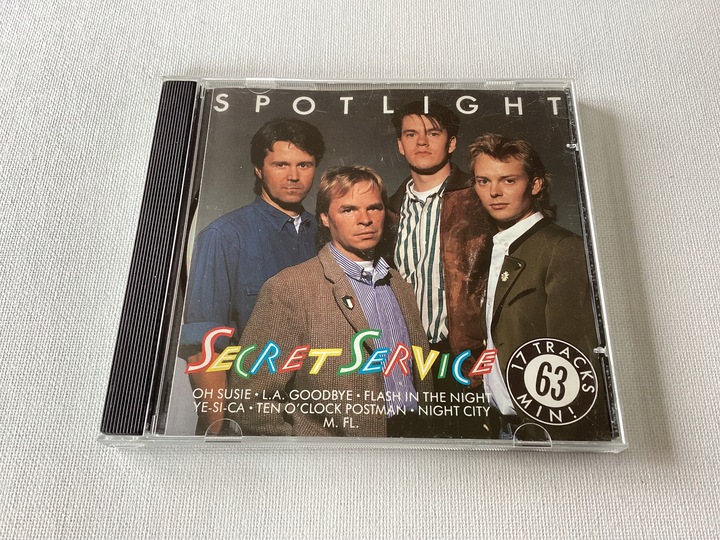 SPOTLIGHT
SECRET SERVICE
OH SUSIE • L.A. GOODBYE • FLASH IN THE NIGHT
YE-SI-CA • TEN O'CLOCK POSTMAN • NIGHT CITY
M. FL.
17 TRACKS
63
MIN!